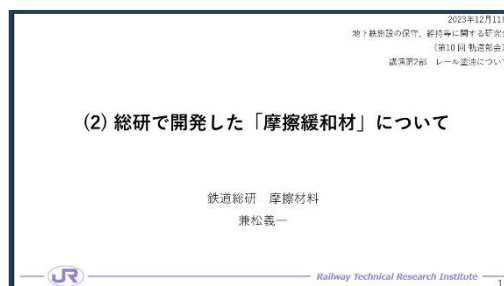 2023年12月11日
地下鉄施設の保守、維持等に関する研究会
（第10回 軌道部会）
講演第2部　レール塗油について
(2) 総研で開発した「摩擦緩和材」について
鉄道総研　摩擦材料
兼松義一
JR
Railway Technical Research Institute
1